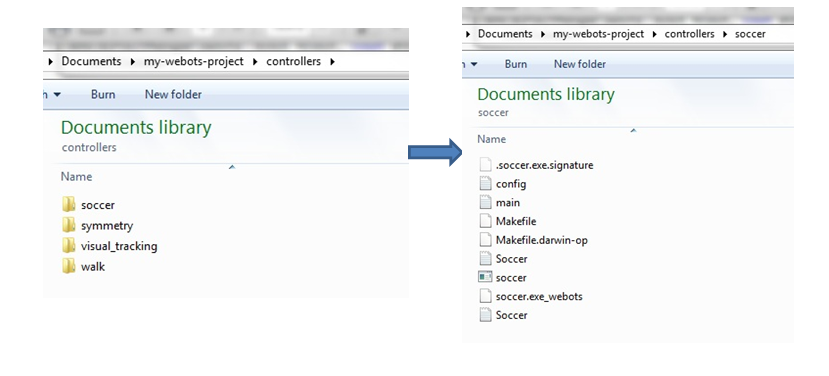 Documents ▸ my-webots-project ▸ controllers ▸
Burn New folder
Documents library
controllers
Name
soccer
symmetry
visual_tracking
walk
Documents ▸ my-webots-project ▸ controllers ▸ soccer
Burn New folder
Documents library
soccer
Name
.soccer.exe.signature
config
main
Makefile
Makefile.darwin-op
Soccer
soccer
soccer.exe_webots
Soccer